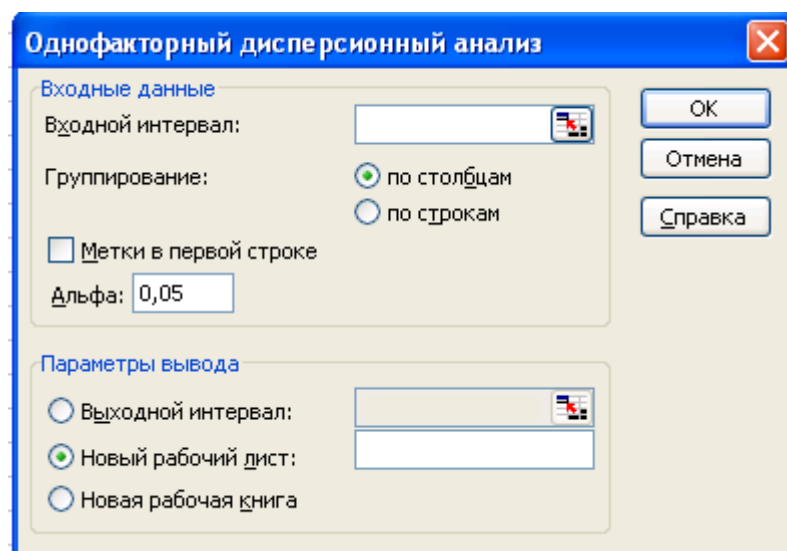 Однофакторный дисперсионный анализ
Входные данные
Входной интервал:
Группирование:
по столбцам
по строкам
Метки в первой строке
Альфа: 0,05
Параметры вывода
Выходной интервал:
Новый рабочий лист:
Новая рабочая книга
OK
Отмена
Справка